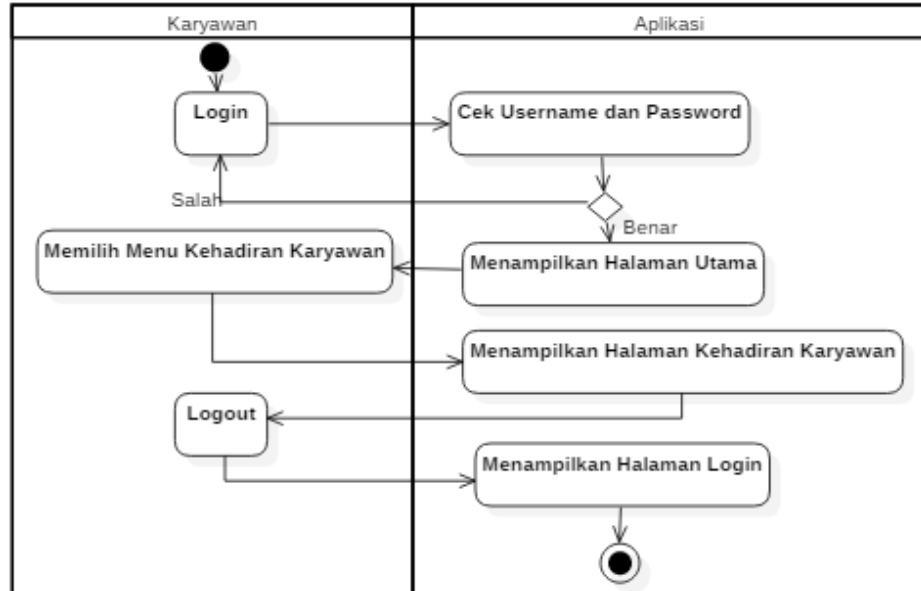 Karyawan
Aplikasi
Login
Cek Username dan Password
Salah
Benar
Memilih Menu Kehadiran Karyawan
Menampilkan Halaman Utama
Menampilkan Halaman Kehadiran Karyawan
Logout
Menampilkan Halaman Login